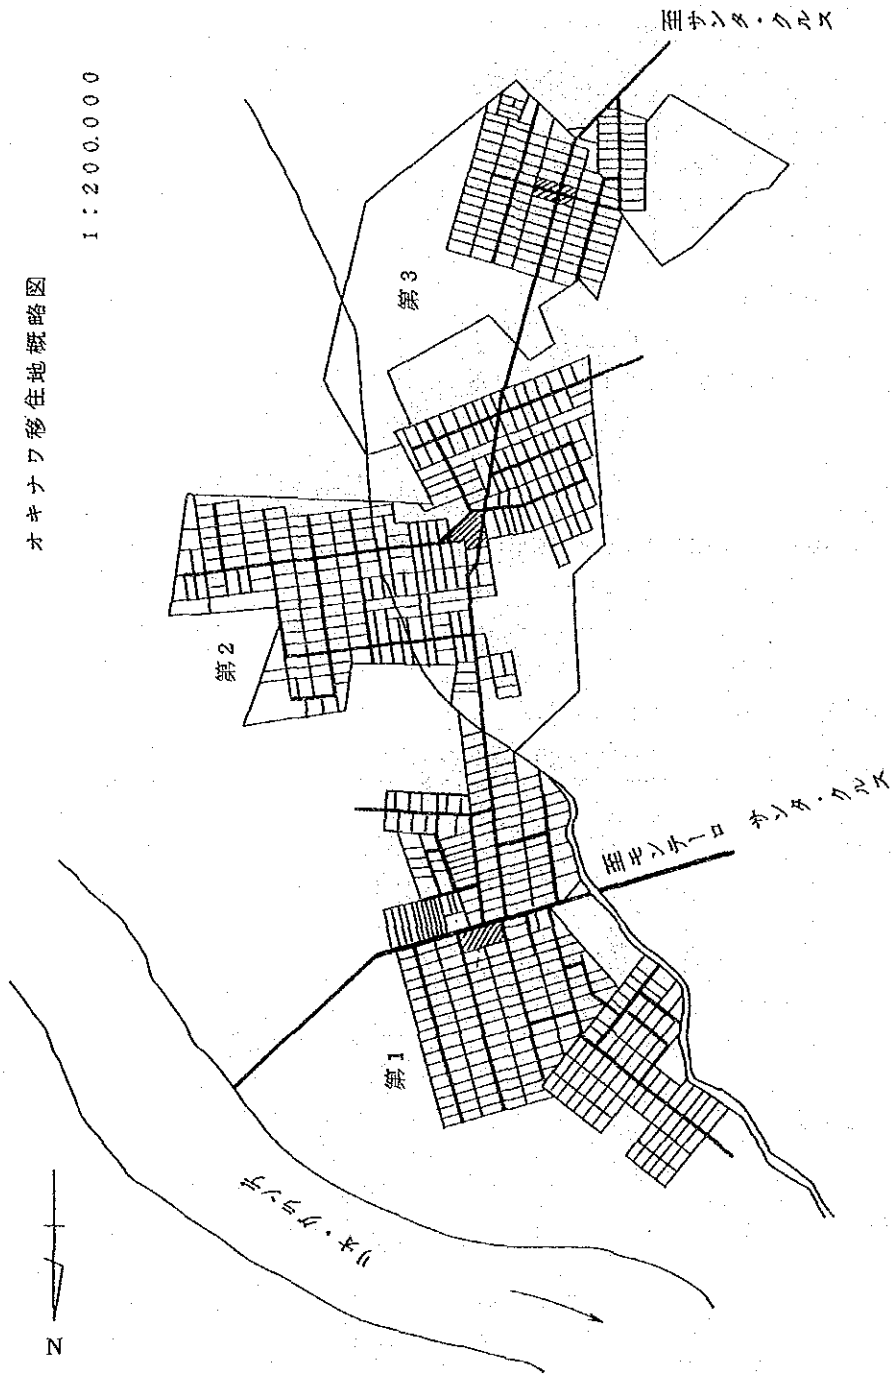 オキナワ移住地概略図
1:200.000
至サンタ・クルス
第3
第2
至モンテーロ サンタ・クルス
第1
リオ・グランデ
N